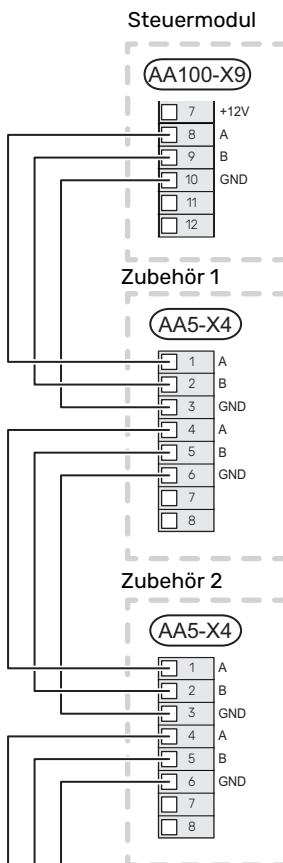 Steuermodul
AA100-X9
7 +12V
8 A
9 B
10 GND
11
12
Zubehör 1
AA5-X4
1 A
2 B
3 GND
4 A
5 B
6 GND
7
8
Zubehör 2
AA5-X4
1 A
2 B
3 GND
4 A
5 B
6 GND
7
8